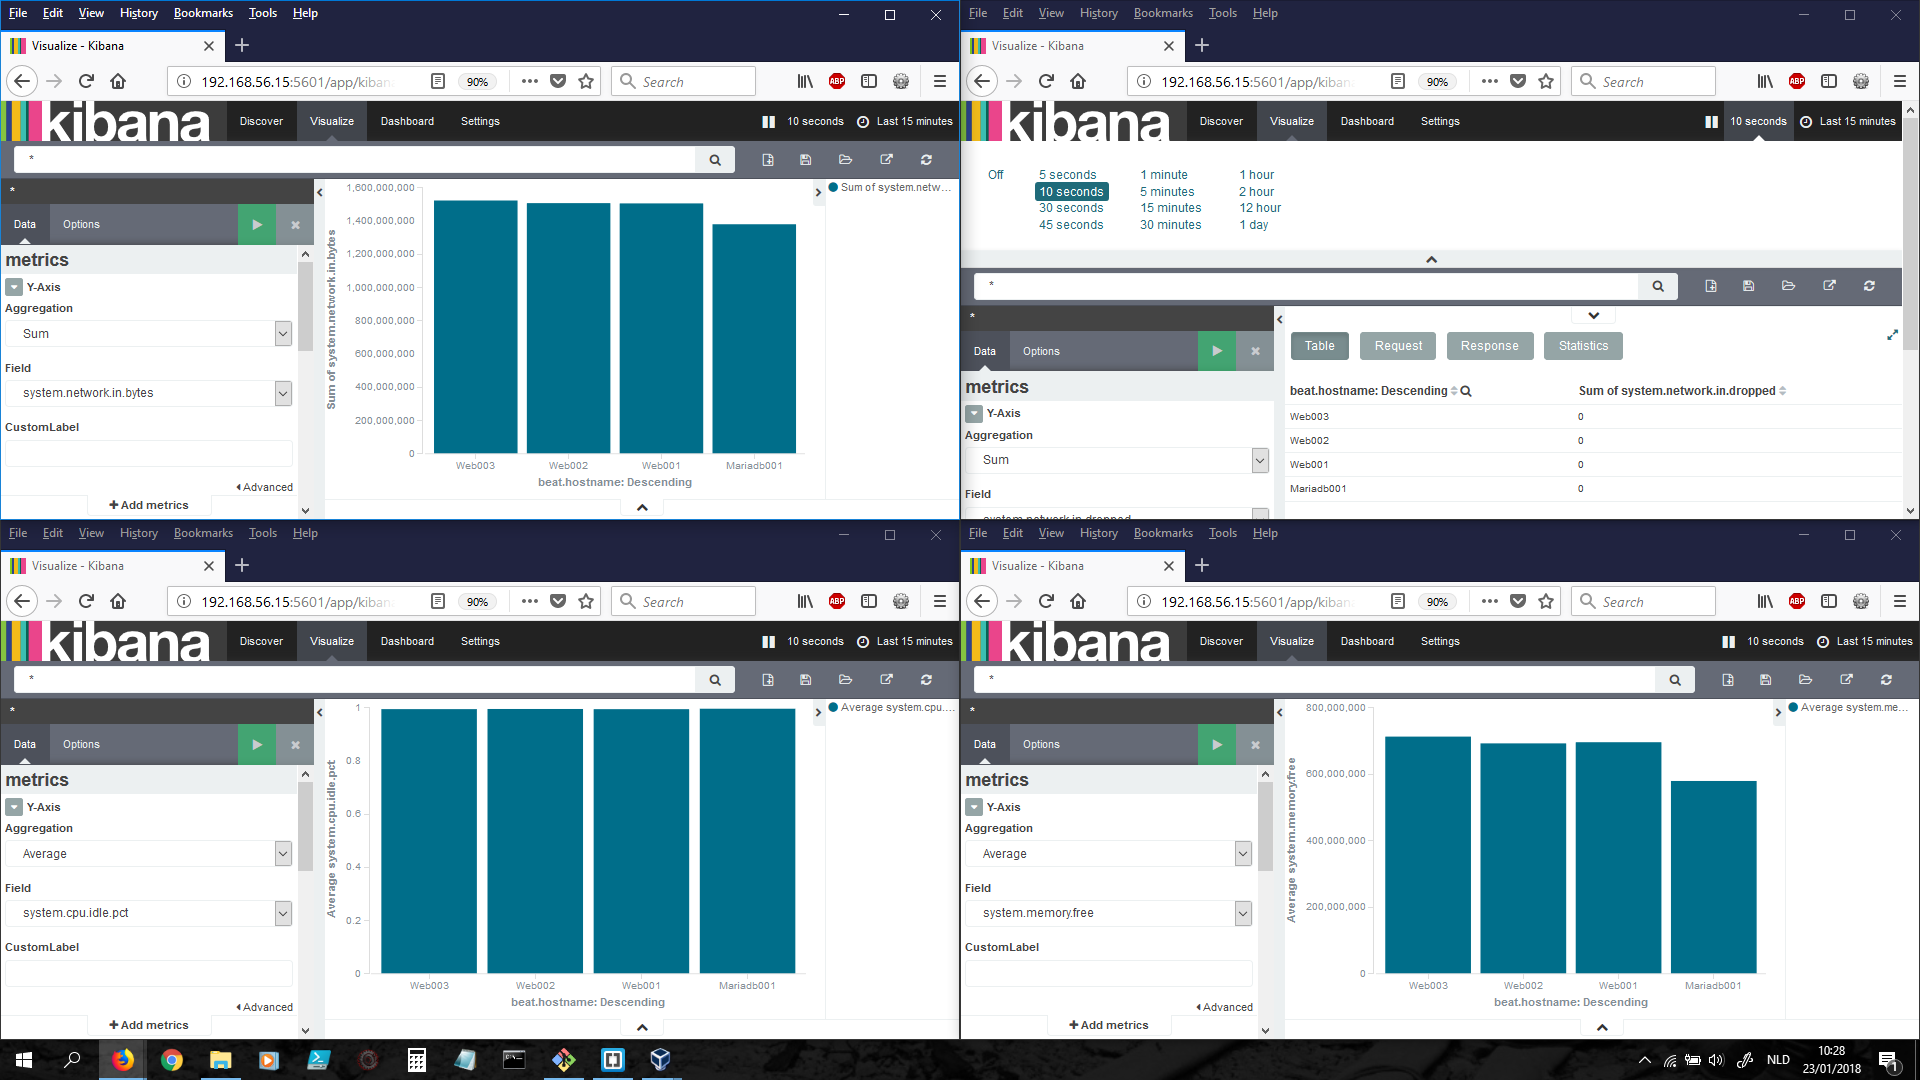 File Edit View History Bookmarks Tools Help
Visualize - Kibana
192.168.56.15:5601/app/kiban
90%
Search
ABP
kibana
Discover Visualize Dashboard Settings
10 seconds Last 15 minutes
*
*
Data Options
metrics
Y-Axis
Aggregation
Sum
Field
system.network.in.bytes
CustomLabel
Advanced
Add metrics
Sum of system.network.in.bytes
1,600,000,000
1,400,000,000
1,200,000,000
1,000,000,000
800,000,000
600,000,000
400,000,000
200,000,000
0
Web003 Web002 Web001 Mariadb001
beat.hostname: Descending
Sum of system.netw...
File Edit View History Bookmarks Tools Help
Visualize - Kibana
192.168.56.15:5601/app/kiban
90%
Search
ABP
kibana
Discover Visualize Dashboard Settings
10 seconds Last 15 minutes
Off 5 seconds 1 minute 1 hour
10 seconds 5 minutes 2 hour
30 seconds 15 minutes 12 hour
45 seconds 30 minutes 1 day
*
*
Data Options
metrics
Y-Axis
Aggregation
Sum
Field
system.network.in.dropped
Table Request Response Statistics
beat.hostname: Descending Sum of system.network.in.dropped
Web003 0
Web002 0
Web001 0
Mariadb001 0
File Edit View History Bookmarks Tools Help
Visualize - Kibana
192.168.56.15:5601/app/kiban
90%
Search
ABP
kibana
Discover Visualize Dashboard Settings
10 seconds Last 15 minutes
*
*
Data Options
metrics
Y-Axis
Aggregation
Average
Field
system.cpu.idle.pct
CustomLabel
Advanced
Add metrics
Average system.cpu.idle.pct
1
0.8
0.6
0.4
0.2
0
Web003 Web002 Web001 Mariadb001
beat.hostname: Descending
Average system.cpu....
File Edit View History Bookmarks Tools Help
Visualize - Kibana
192.168.56.15:5601/app/kiban
90%
Search
ABP
kibana
Discover Visualize Dashboard Settings
10 seconds Last 15 minutes
*
*
Data Options
metrics
Y-Axis
Aggregation
Average
Field
system.memory.free
CustomLabel
Advanced
Add metrics
Average system.memory.free
800,000,000
600,000,000
400,000,000
200,000,000
0
Web003 Web002 Web001 Mariadb001
beat.hostname: Descending
Average system.me...
NLD
10:28
23/01/2018
1